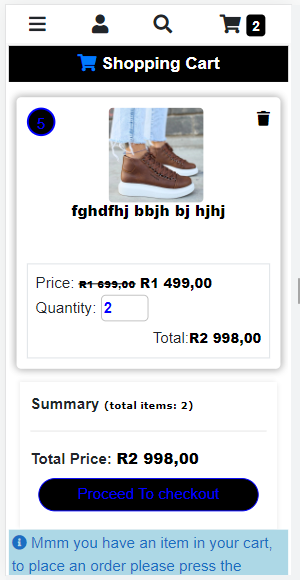 2
Shopping Cart
5
fghdfhj bbjh bj hjhj
Price: R1 699,00 R1 499,00
Quantity: 2
Total:R2 998,00
Summary (total items: 2)
Total Price: R2 998,00
Proceed To checkout
Mmm you have an item in your cart,
to place an order please press the